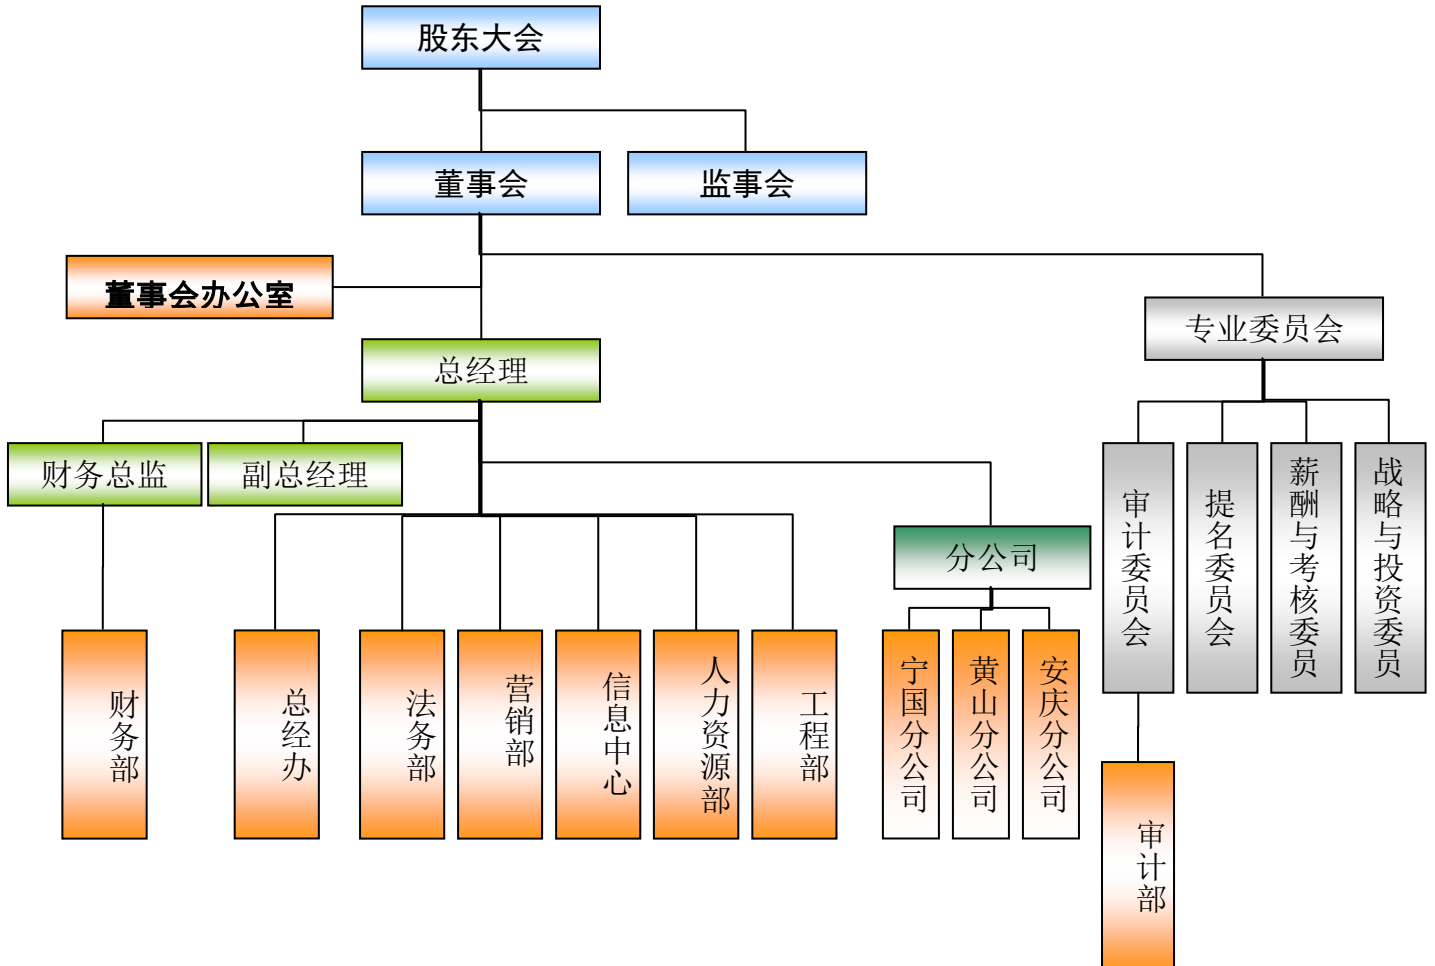 股东大会
董事会
监事会
董事会办公室
专业委员会
总经理
财务总监
副总经理
分公司
审计委员会
提名委员会
薪酬与考核委员
战略与投资委员
财务部
总经办
法务部
营销部
信息中心
人力资源部
工程部
宁国分公司
黄山分公司
安庆分公司
审计部